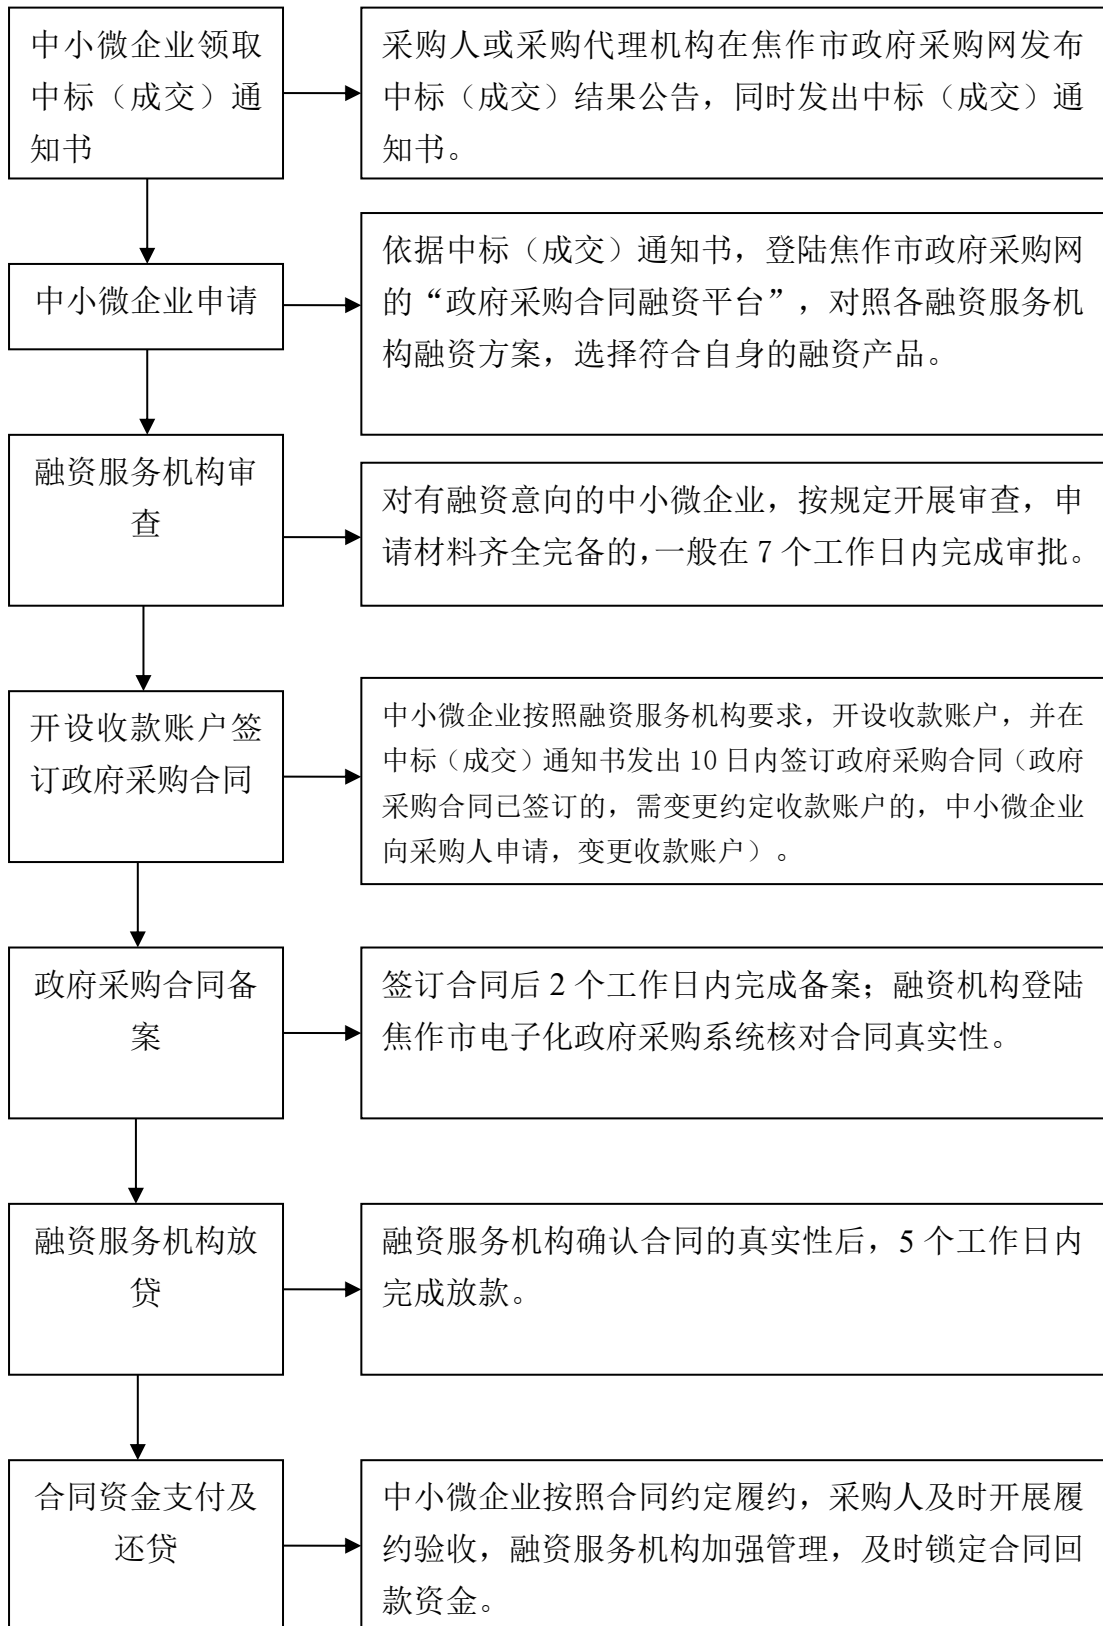 中小微企业领取
中标（成交）通
知书
采购人或采购代理机构在焦作市政府采购网发布
中标（成交）结果公告，同时发出中标（成交）通
知书。
中小微企业申请
依据中标（成交）通知书，登陆焦作市政府采购网
的“政府采购合同融资平台”，对照各融资服务机
构融资方案，选择符合自身的融资产品。
融资服务机构审
查
对有融资意向的中小微企业，按规定开展审查，申
请材料齐全完备的，一般在 7 个工作日内完成审批。
开设收款账户签
订政府采购合同
中小微企业按照融资服务机构要求，开设收款账户，并在
中标（成交）通知书发出 10 日内签订政府采购合同（政府
采购合同已签订的，需变更约定收款账户的，中小微企业
向采购人申请，变更收款账户）。
政府采购合同备
案
签订合同后 2 个工作日内完成备案；融资机构登陆
焦作市电子化政府采购系统核对合同真实性。
融资服务机构放
贷
融资服务机构确认合同的真实性后，5 个工作日内
完成放款。
合同资金支付及
还贷
中小微企业按照合同约定履约，采购人及时开展履
约验收，融资服务机构加强管理，及时锁定合同回
款资金。